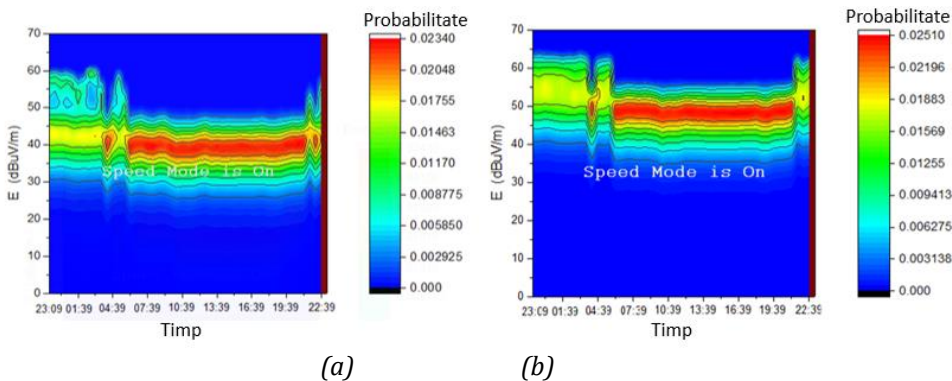 Probabilitate
70
60
50
40
30
20
10
0
E (dBuV/m)
Speed Mode is On
23:09 01:39 04:39 07:39 10:39 13:39 16:39 19:39 22:39
Timp
0.02340
0.02048
0.01755
0.01463
0.01170
0.008775
0.005850
0.002925
0.000
(a)
Probabilitate
70
60
50
40
30
20
10
0
E (dBuV/m)
Speed Mode is On
23:09 01:39 04:39 07:39 10:39 13:39 16:39 19:39 22:39
Timp
0.02510
0.02196
0.01883
0.01569
0.01255
0.009413
0.006275
0.003138
0.000
(b)